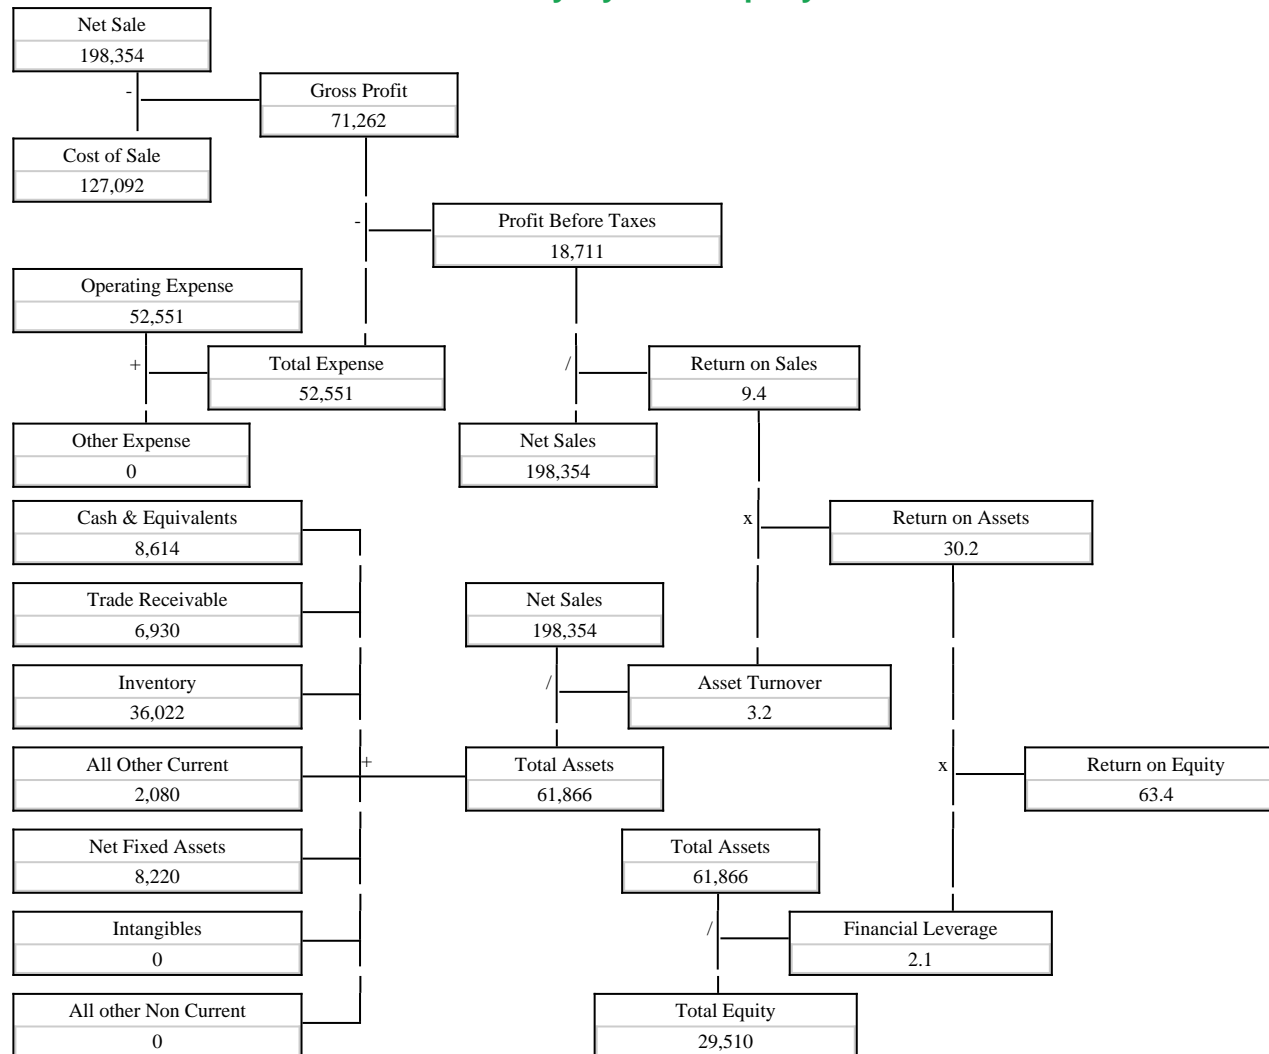 Net Sale
198,354
-
Gross Profit
71,262
Cost of Sale
127,092
-
Profit Before Taxes
18,711
Operating Expense
52,551
+
Total Expense
52,551
/
Return on Sales
9.4
Other Expense
0
Net Sales
198,354
Cash & Equivalents
8,614
x
Return on Assets
30.2
Trade Receivable
6,930
Net Sales
198,354
Inventory
36,022
/
Asset Turnover
3.2
All Other Current
2,080
+
Total Assets
61,866
x
Return on Equity
63.4
Net Fixed Assets
8,220
Total Assets
61,866
Intangibles
0
/
Financial Leverage
2.1
All other Non Current
0
Total Equity
29,510